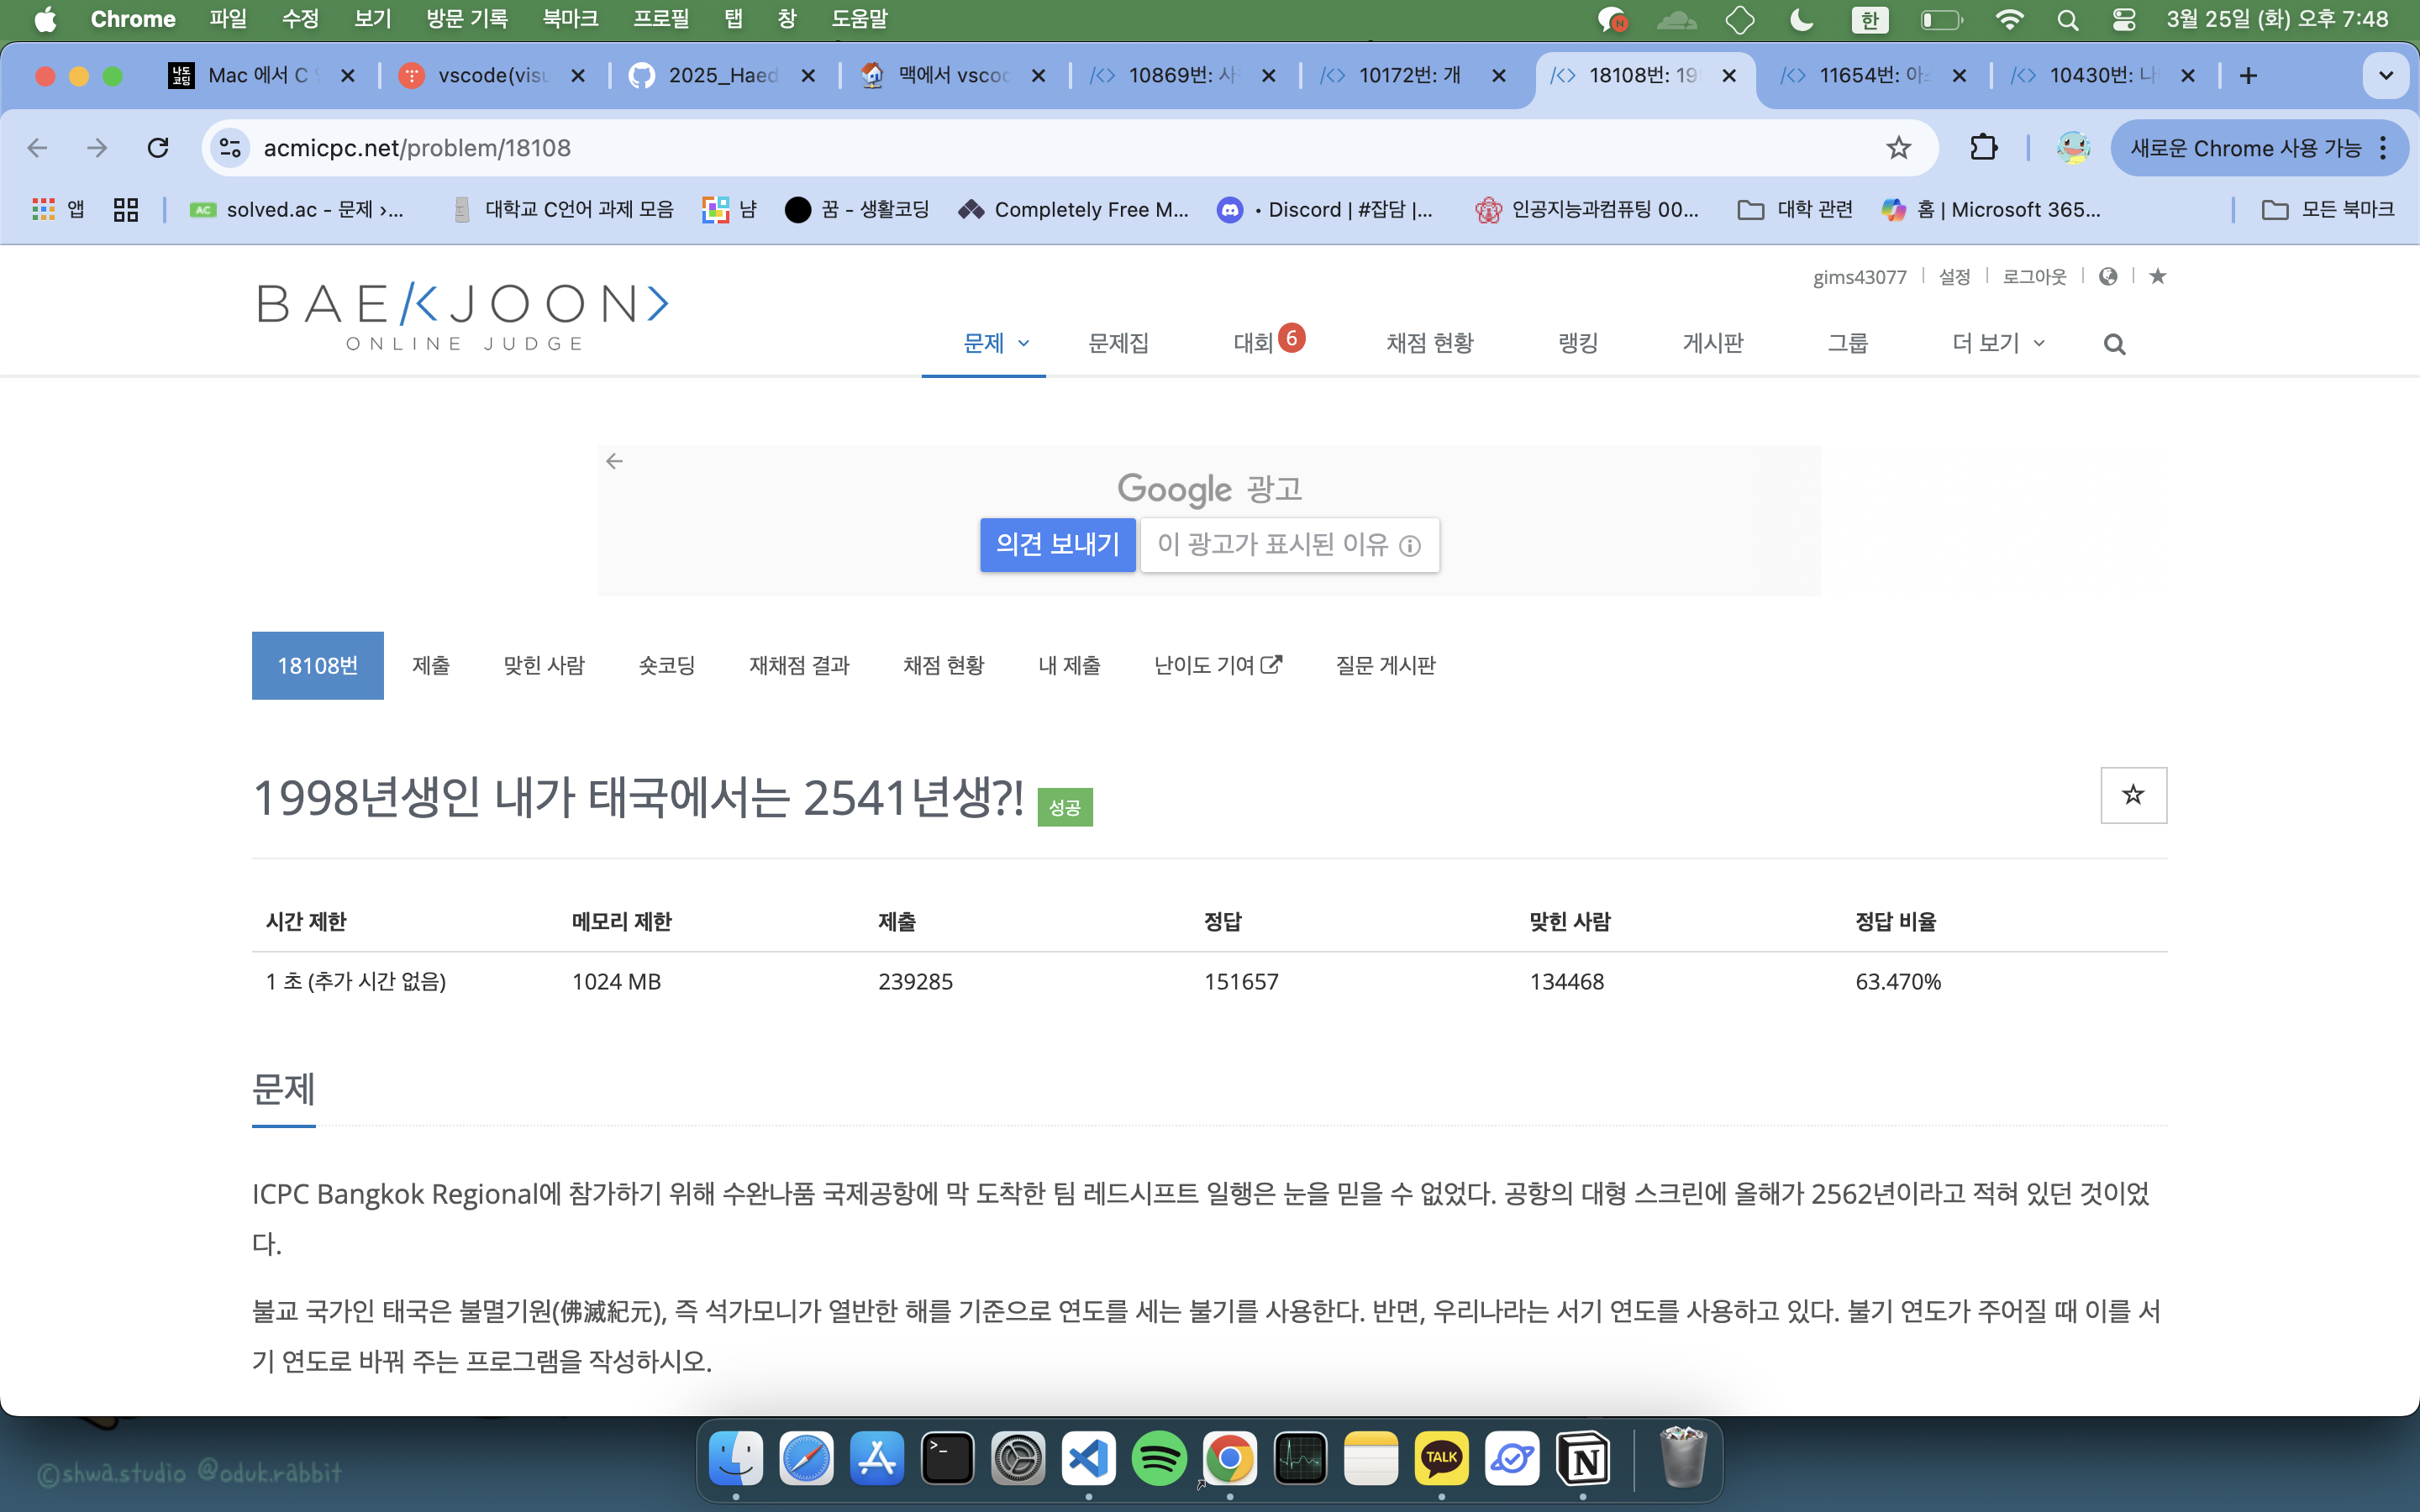 Chrome 파일 수정 보기 방문 기록 북마크 프로필 탭 창 도움말 한 3월 25일 (화) 오후 7:48
나도코딩 Mac 에서 C vscode(visu 2025_Haed 맥에서 vscoc 10869번: 사 10172번: 개 18108번: 19 11654번: 아 10430번: 나
acmicpc.net/problem/18108 새로운 Chrome 사용 가능
앱 AC solved.ac - 문제 ›... 대학교 C언어 과제 모음 냠 꿈 - 생활코딩 Completely Free M... • Discord | #잡담 |... 인공지능과컴퓨팅 00... 대학 관련 홈 | Microsoft 365... 모든 북마크
gims43077 설정 로그아웃
BAEKJOON>
ONLINE JUDGE
문제 문제집 대회 6 채점 현황 랭킹 게시판 그룹 더 보기
Google 광고
의견 보내기 이 광고가 표시된 이유
18108번 제출 맞힌 사람 숏코딩 재채점 결과 채점 현황 내 제출 난이도 기여 질문 게시판
1998년생인 내가 태국에서는 2541년생?! 성공
시간 제한 메모리 제한 제출 정답 맞힌 사람 정답 비율
1 초 (추가 시간 없음) 1024 MB 239285 151657 134468 63.470%
문제
ICPC Bangkok Regional에 참가하기 위해 수완나품 국제공항에 막 도착한 팀 레드시프트 일행은 눈을 믿을 수 없었다. 공항의 대형 스크린에 올해가 2562년이라고 적혀 있던 것이었
다.
불교 국가인 태국은 불멸기원(佛滅紀元), 즉 석가모니가 열반한 해를 기준으로 연도를 세는 불기를 사용한다. 반면, 우리나라는 서기 연도를 사용하고 있다. 불기 연도가 주어질 때 이를 서
기 연도로 바꿔 주는 프로그램을 작성하시오.
TALK
©shwa.studio @oduk.rabbit